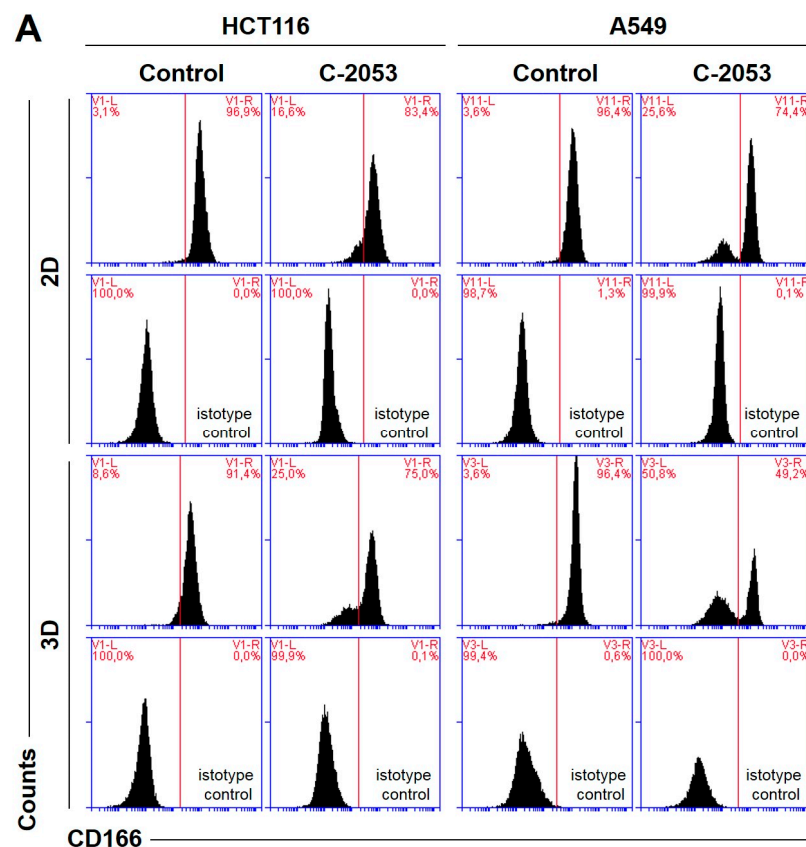 A
HCT116 A549
Control C-2053 Control C-2053
V1-L V1-R V1-L V1-R V11-L V11-R V11-L V11-R
3,1% 96,9% 16,6% 83,4% 3,6% 96,4% 25,6% 74,4%
2D
V1-L V1-R V1-L V1-R V11-L V11-R V11-L V11-R
100,0% 0,0% 100,0% 0,0% 98,7% 1,3% 99,9% 0,1%
istotype istotype istotype istotype
control control control control
V1-L V1-R V1-L V1-R V3-L V3-R V3-L V3-R
8,6% 91,4% 25,0% 75,0% 3,6% 96,4% 50,8% 49,2%
3D
V1-L V1-R V1-L V1-R V3-L V3-R V3-L V3-R
100,0% 0,0% 99,9% 0,1% 99,4% 0,6% 100,0% 0,0%
istotype istotype istotype istotype
control control control control
Counts
CD166